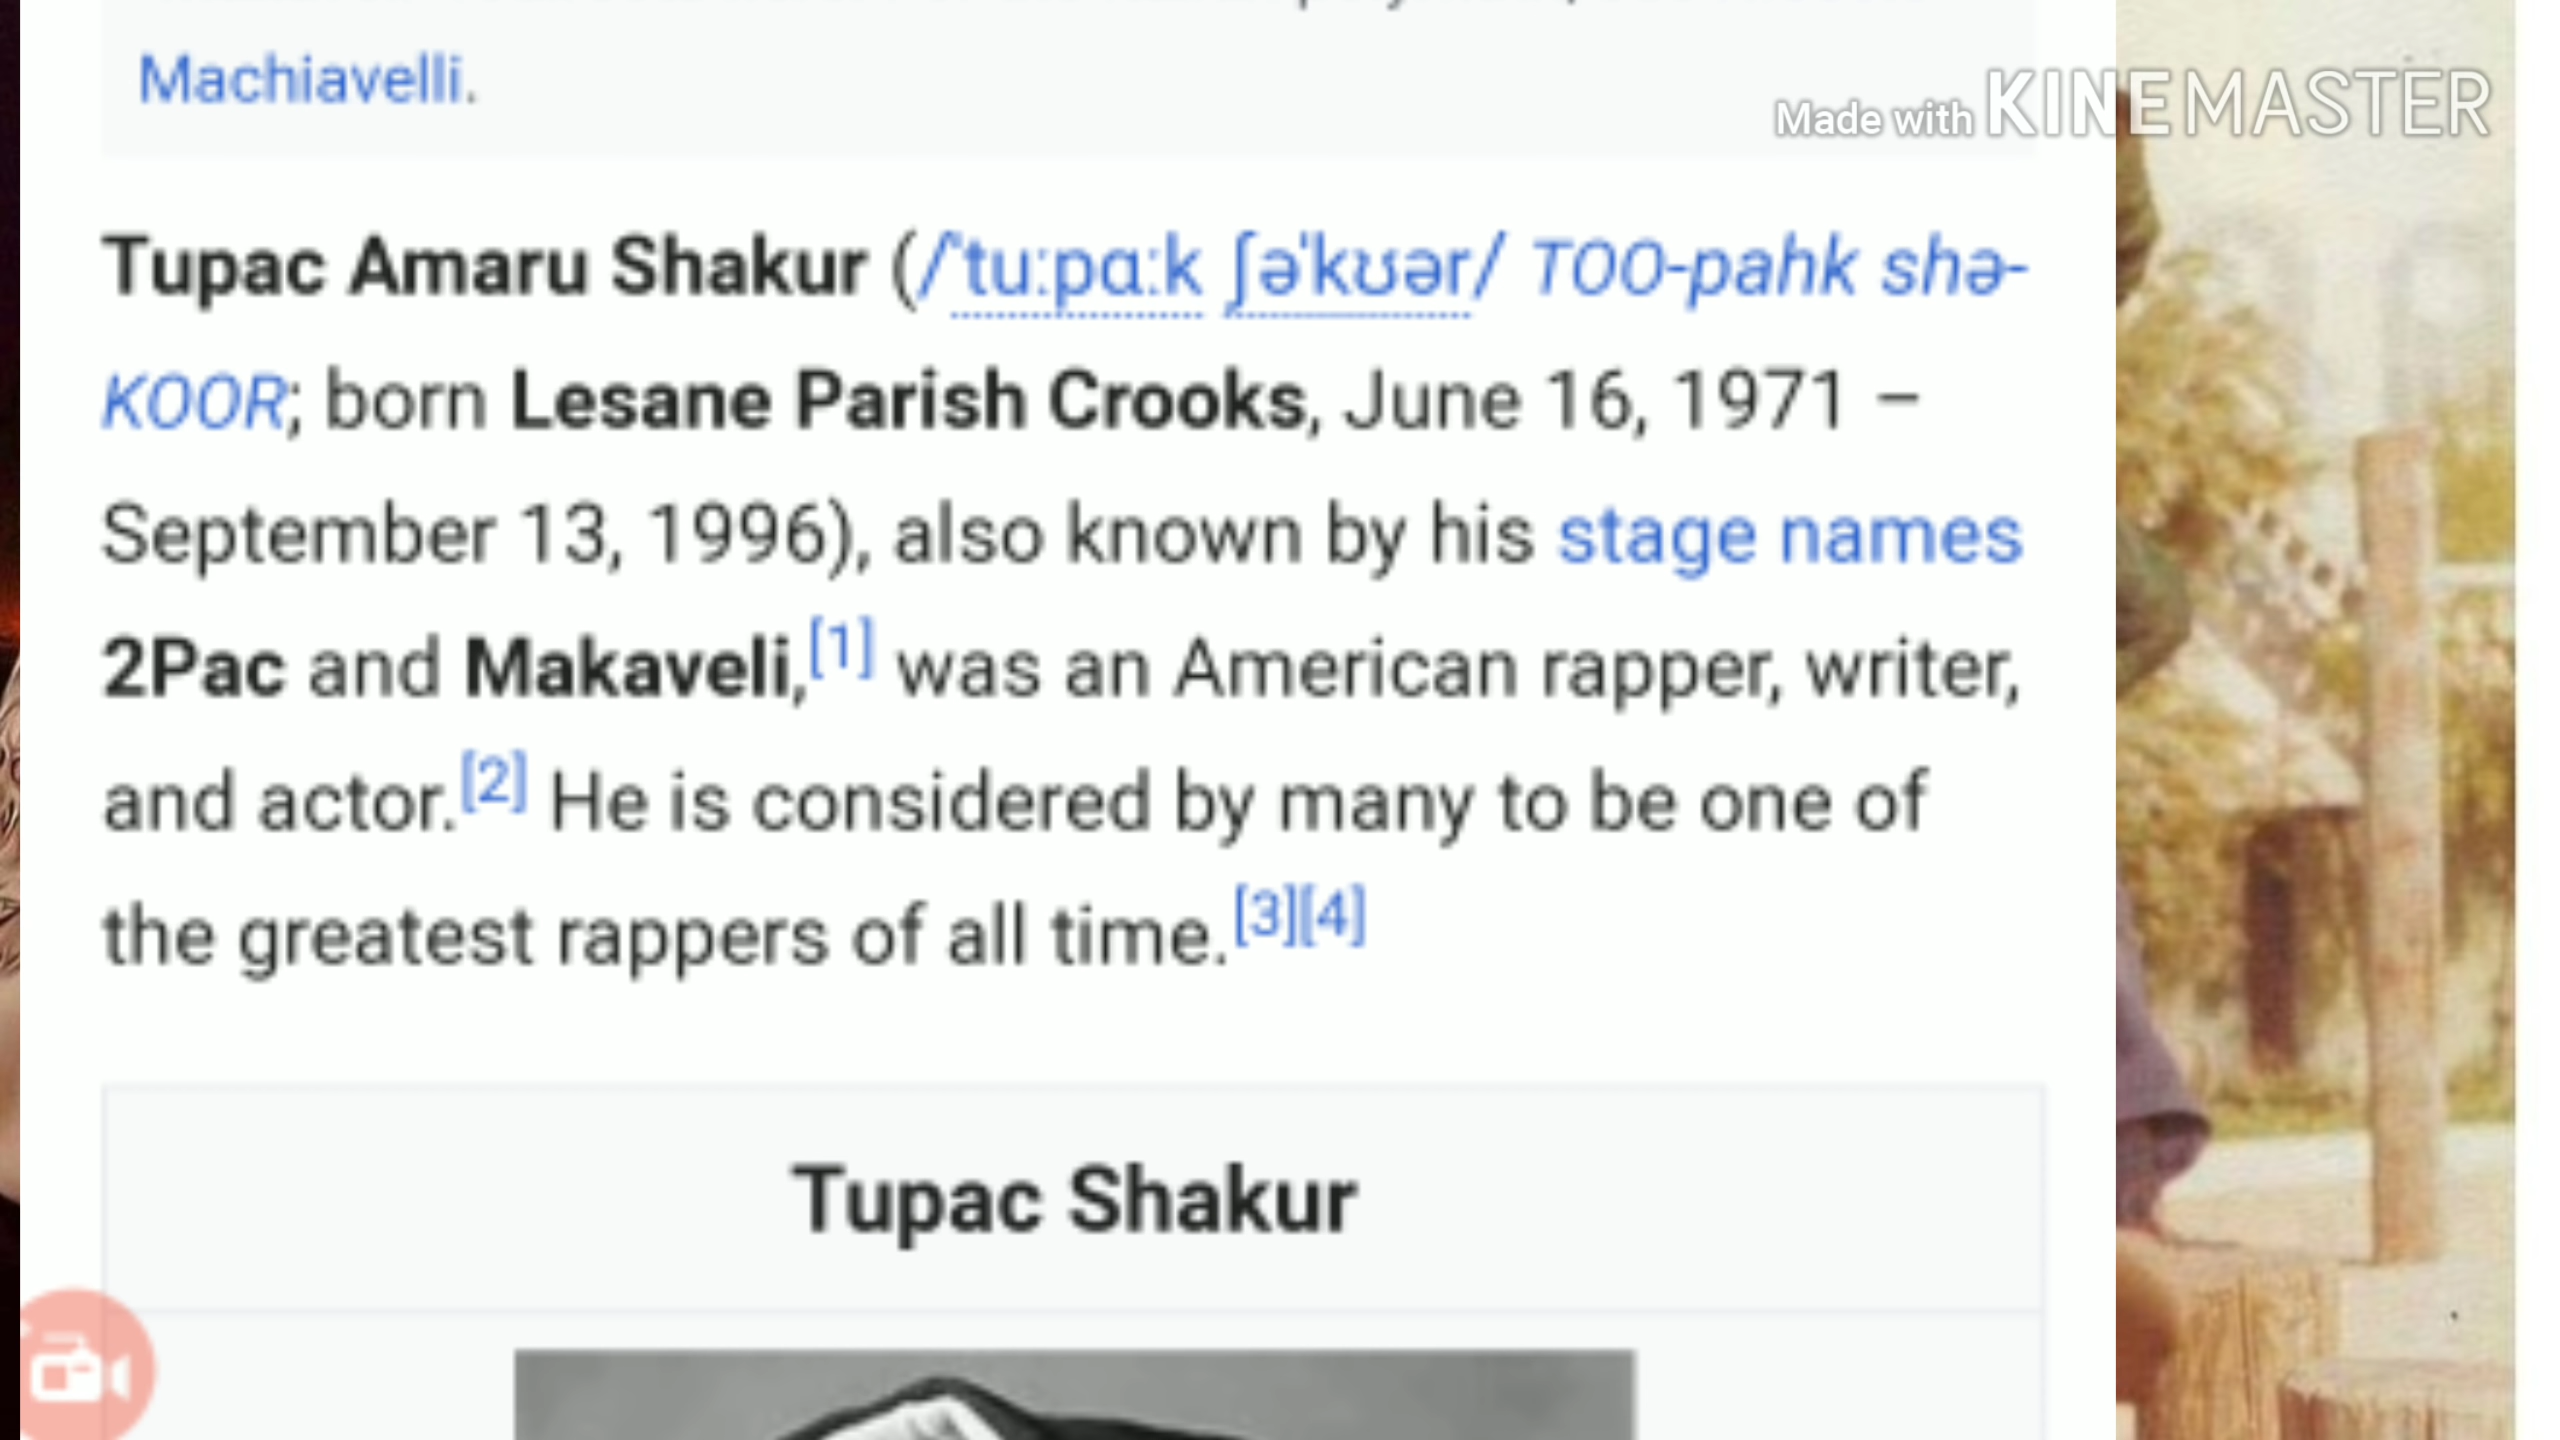 Machiavelli.
Made with KINEMASTER
Tupac Amaru Shakur (/ˈtuːpɑːk ʃəˈkʊər/ TOO-pahk shə-
KOOR; born Lesane Parish Crooks, June 16, 1971 –
September 13, 1996), also known by his stage names
2Pac and Makaveli,[1] was an American rapper, writer,
and actor.[2] He is considered by many to be one of
the greatest rappers of all time.[3][4]
Tupac Shakur